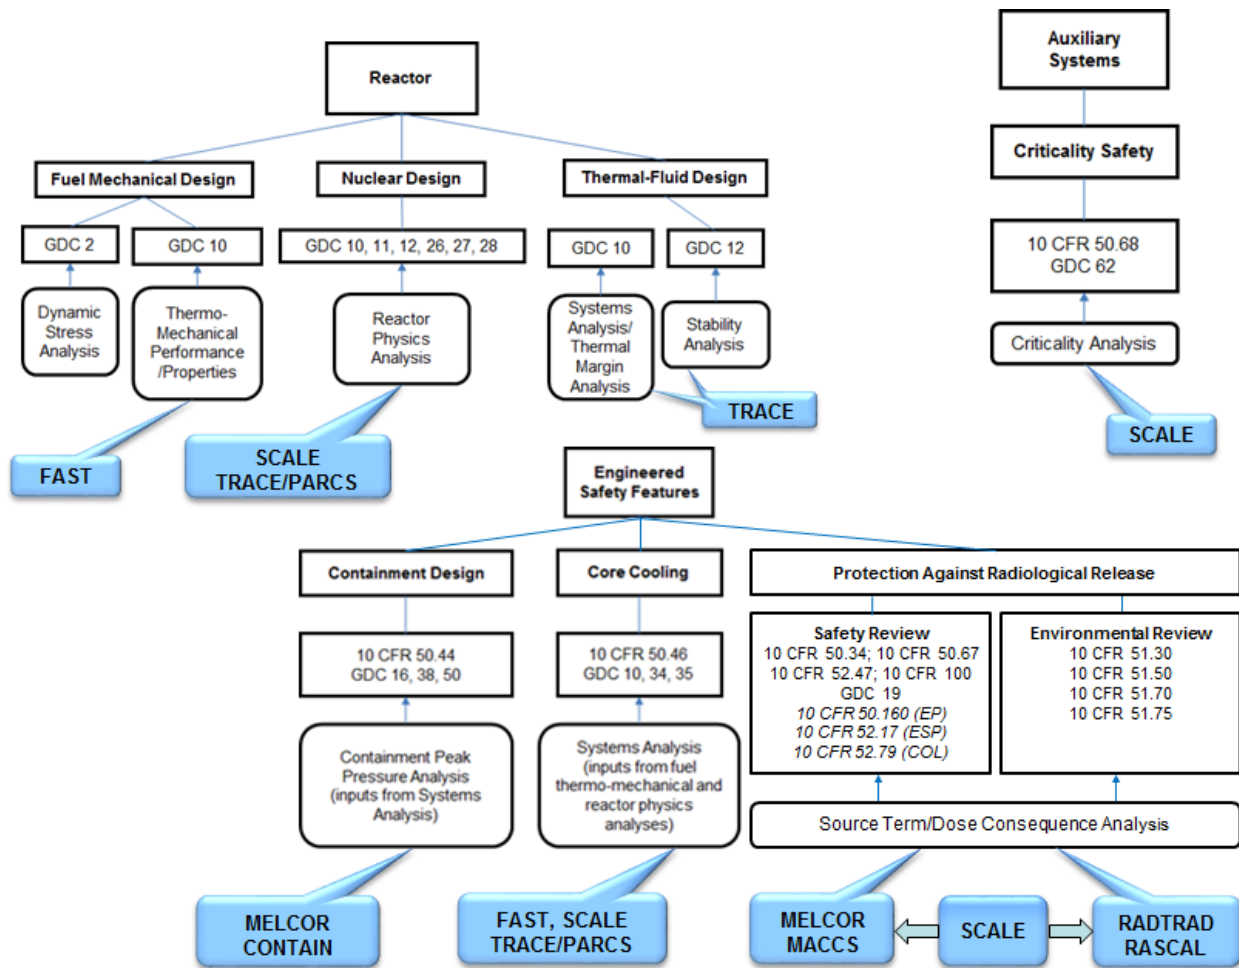 Reactor
Auxiliary
Systems
Fuel Mechanical Design
Nuclear Design
Thermal-Fluid Design
Criticality Safety
GDC 2
GDC 10
GDC 10, 11, 12, 26, 27, 28
GDC 10
GDC 12
10 CFR 50.68
GDC 62
Dynamic
Stress
Analysis
Thermo-
Mechanical
Performance
/Properties
Reactor
Physics
Analysis
Systems
Analysis/
Thermal
Margin
Analysis
Stability
Analysis
Criticality Analysis
FAST
SCALE
TRACE/PARCS
TRACE
SCALE
Engineered
Safety Features
Containment Design
Core Cooling
Protection Against Radiological Release
10 CFR 50.44
GDC 16, 38, 50
10 CFR 50.46
GDC 10, 34, 35
Safety Review
10 CFR 50.34; 10 CFR 50.67
10 CFR 52.47; 10 CFR 100
GDC 19
10 CFR 50.160 (EP)
10 CFR 52.17 (ESP)
10 CFR 52.79 (COL)
Environmental Review
10 CFR 51.30
10 CFR 51.50
10 CFR 51.70
10 CFR 51.75
Containment Peak
Pressure Analysis
(inputs from Systems
Analysis)
Systems Analysis
(inputs from fuel
thermo-mechanical and
reactor physics
analyses)
Source Term/Dose Consequence Analysis
MELCOR
CONTAIN
FAST, SCALE
TRACE/PARCS
MELCOR
MACCS
SCALE
RADTRAD
RASCAL